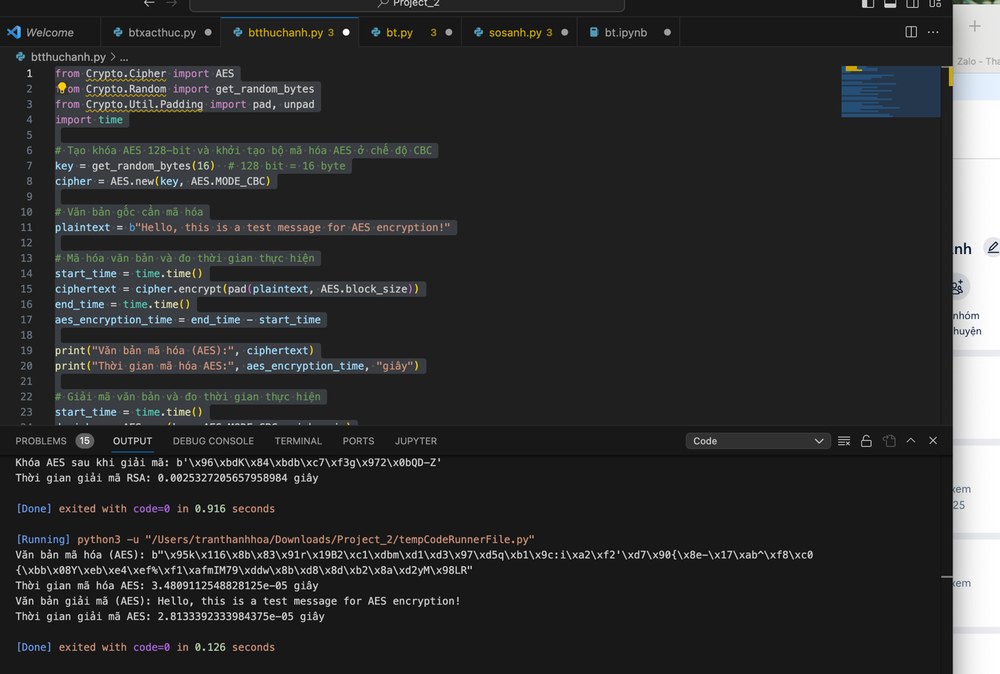 Project_2
Welcome
btxacthuc.py
btthuchanh.py 3
bt.py 3
sosanh.py 3
bt.ipynb
btthuchanh.py > ...
1 from Crypto.Cipher import AES
2 from Crypto.Random import get_random_bytes
3 from Crypto.Util.Padding import pad, unpad
4 import time
5
6 # Tạo khóa AES 128-bit và khởi tạo bộ mã hóa AES ở chế độ CBC
7 key = get_random_bytes(16)  # 128 bit = 16 byte
8 cipher = AES.new(key, AES.MODE_CBC)
9
10 # Văn bản gốc cần mã hóa
11 plaintext = b"Hello, this is a test message for AES encryption!"
12
13 # Mã hóa văn bản và đo thời gian thực hiện
14 start_time = time.time()
15 ciphertext = cipher.encrypt(pad(plaintext, AES.block_size))
16 end_time = time.time()
17 aes_encryption_time = end_time - start_time
18
19 print("Văn bản mã hóa (AES):", ciphertext)
20 print("Thời gian mã hóa AES:", aes_encryption_time, "giây")
21
22 # Giải mã văn bản và đo thời gian thực hiện
23 start_time = time.time()
PROBLEMS 15 OUTPUT DEBUG CONSOLE TERMINAL PORTS JUPYTER Code
Khóa AES sau khi giải mã: b'\x96\xbdK\x84\xbdb\xc7\xf3g\x972\x0bQD-Z'
Thời gian giải mã RSA: 0.0025327205657958984 giây
[Done] exited with code=0 in 0.916 seconds
[Running] python3 -u "/Users/tranthanhhoa/Downloads/Project_2/tempCodeRunnerFile.py"
Văn bản mã hóa (AES): b"\x95k\x116\x8b\x83\x91r\x19B2\xc1\xdbm\xd1\xd3\x97\xd5q\xb1\x9c:i\xa2\xf2'\xd7\x90{\x8e-\x17\xab^\xf8\xc0
{\xbb\x08Y\xeb\xe4\xef%\xf1\xafmIM79\xddw\x8b\xd8\x8d\xb2\x8a\xd2yM\x98LR"
Thời gian mã hóa AES: 3.4809112548828125e-05 giây
Văn bản giải mã (AES): Hello, this is a test message for AES encryption!
Thời gian giải mã AES: 2.8133392333984375e-05 giây
[Done] exited with code=0 in 0.126 seconds
Zalo - Tha
nh
nhóm
huyện
xem
25
xem